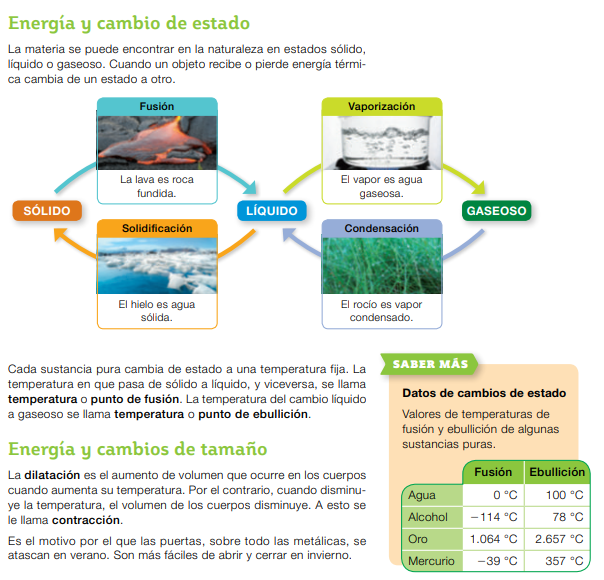 Energía y cambio de estado
La materia se puede encontrar en la naturaleza en estados sólido,
líquido o gaseoso. Cuando un objeto recibe o pierde energía térmi-
ca cambia de un estado a otro.
Fusión
La lava es roca
fundida.
Vaporización
El vapor es agua
gaseosa.
SÓLIDO
LÍQUIDO
GASEOSO
Solidificación
El hielo es agua
sólida.
Condensación
El rocío es vapor
condensado.
Cada sustancia pura cambia de estado a una temperatura fija. La
temperatura en que pasa de sólido a líquido, y viceversa, se llama
temperatura o punto de fusión. La temperatura del cambio líquido
a gaseoso se llama temperatura o punto de ebullición.
Energía y cambios de tamaño
La dilatación es el aumento de volumen que ocurre en los cuerpos
cuando aumenta su temperatura. Por el contrario, cuando disminu-
ye la temperatura, el volumen de los cuerpos disminuye. A esto se
le llama contracción.
Es el motivo por el que las puertas, sobre todo las metálicas, se
atascan en verano. Son más fáciles de abrir y cerrar en invierno.
SABER MÁS
Datos de cambios de estado
Valores de temperaturas de
fusión y ebullición de algunas
sustancias puras.
Fusión Ebullición
Agua 0 °C 100 °C
Alcohol −114 °C 78 °C
Oro 1.064 °C 2.657 °C
Mercurio −39 °C 357 °C